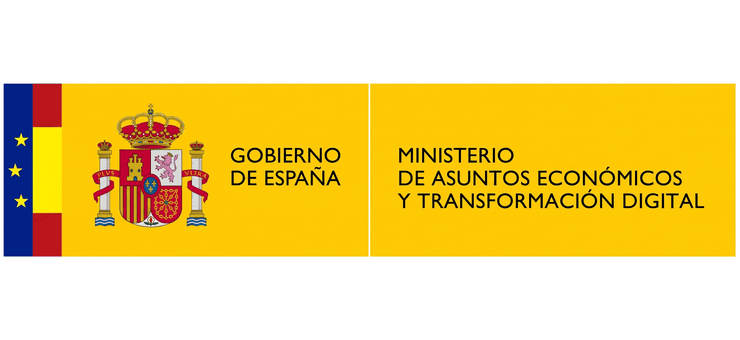 PLVS VLTRA
GOBIERNO
DE ESPAÑA
MINISTERIO
DE ASUNTOS ECONÓMICOS
Y TRANSFORMACIÓN DIGITAL